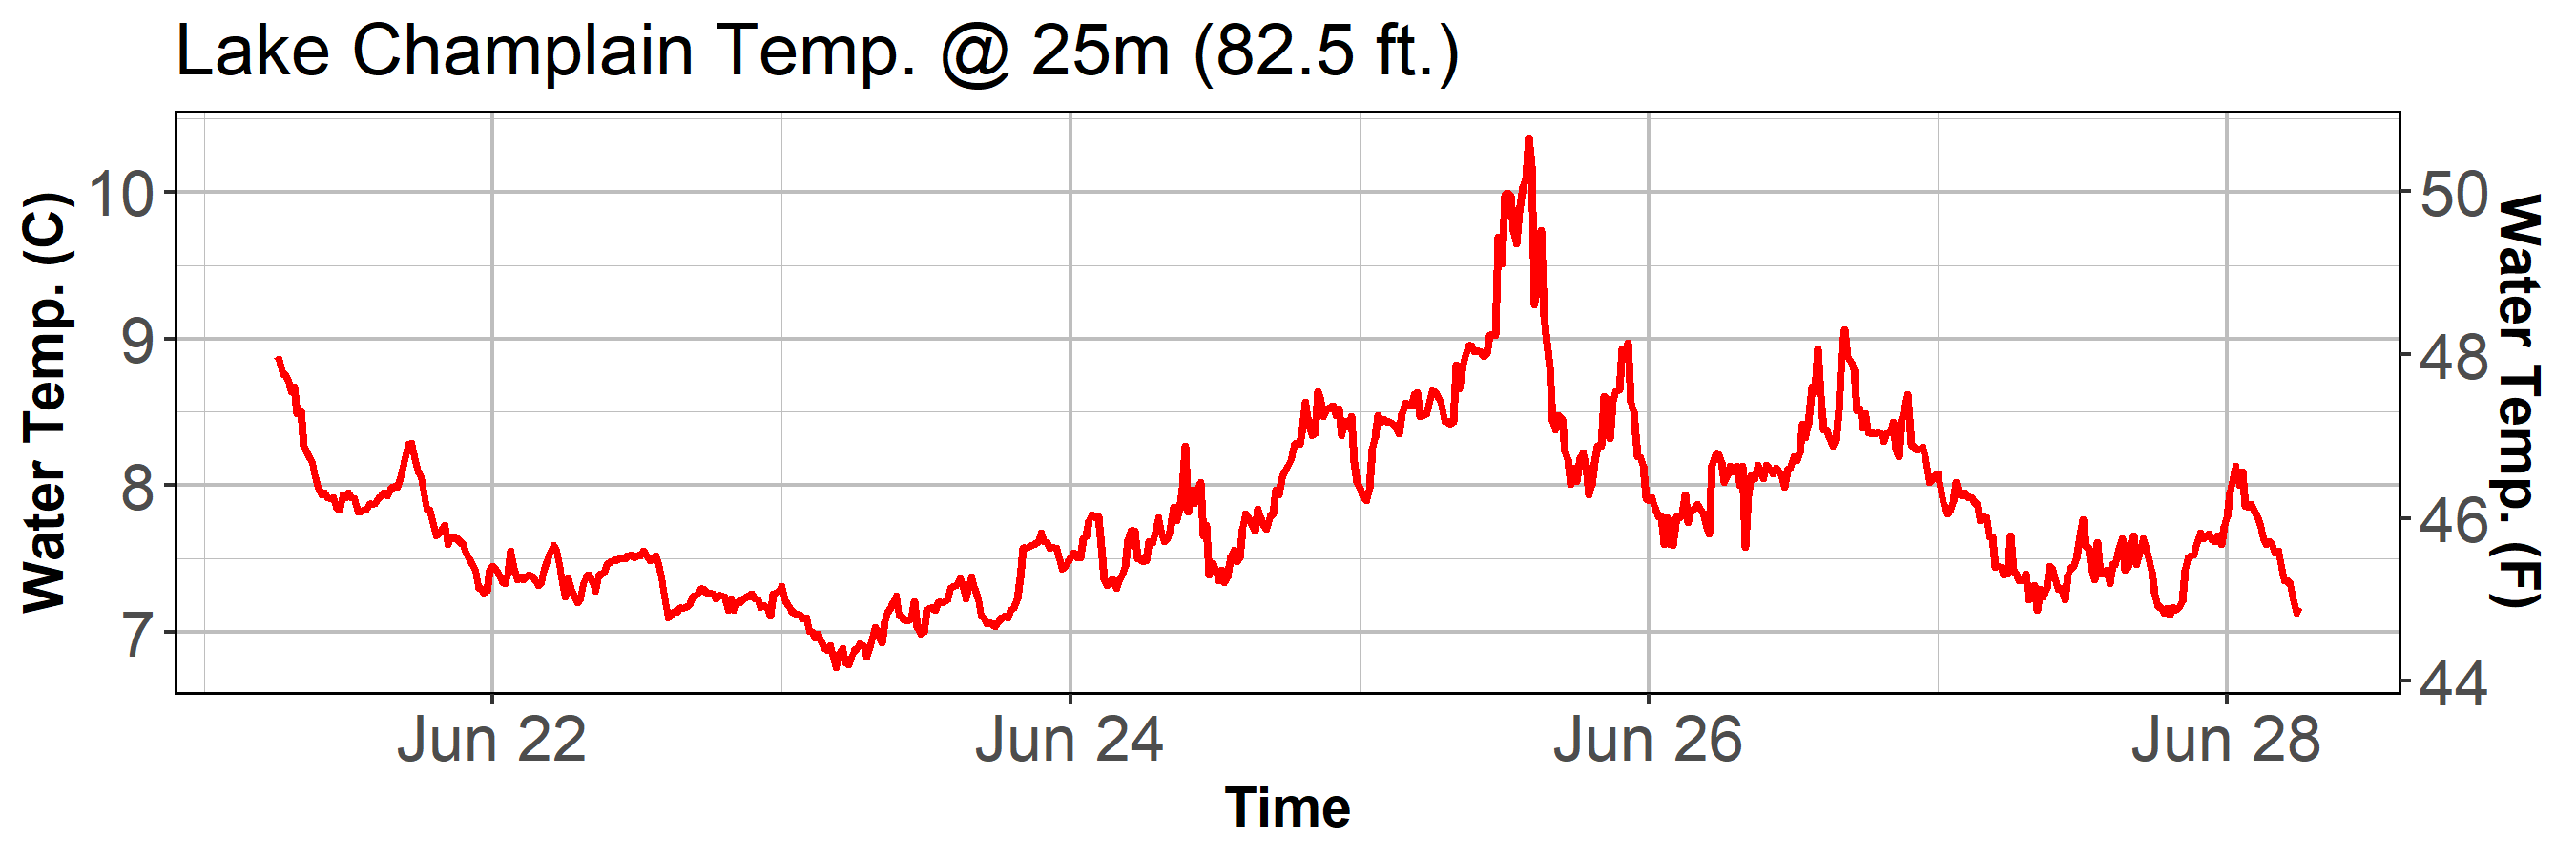 Lake Champlain Temp. @ 25m (82.5 ft.)
Water Temp. (C)
10
9
8
7
50
48
46
44
Water Temp. (F)
Jun 22 Jun 24 Jun 26 Jun 28
Time